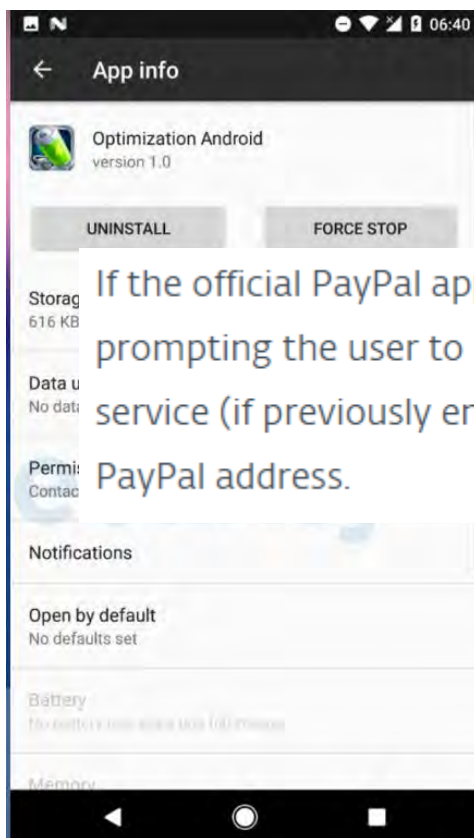 06:40
App info
Optimization Android
version 1.0
UNINSTALL FORCE STOP
If the official PayPal ap
Storag
616 KB
prompting the user to
Data u
No data
service (if previously en
PayPal address.
Contac
Notifications
Open by default
No defaults set
Battery
Memory